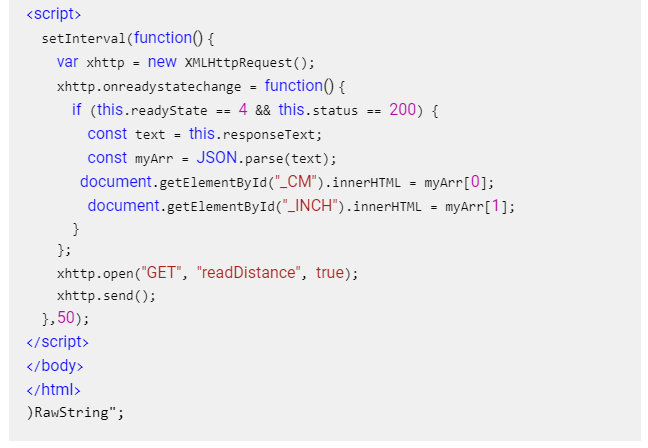 <script>
setInterval(function() {
var xhttp = new XMLHttpRequest();
xhttp.onreadystatechange = function() {
if (this.readyState == 4 && this.status == 200) {
const text = this.responseText;
const myArr = JSON.parse(text);
document.getElementById("_CM").innerHTML = myArr[0];
document.getElementById("_INCH").innerHTML = myArr[1];
}
};
xhttp.open("GET", "readDistance", true);
xhttp.send();
},50);
</script>
</body>
</html>
)RawString";